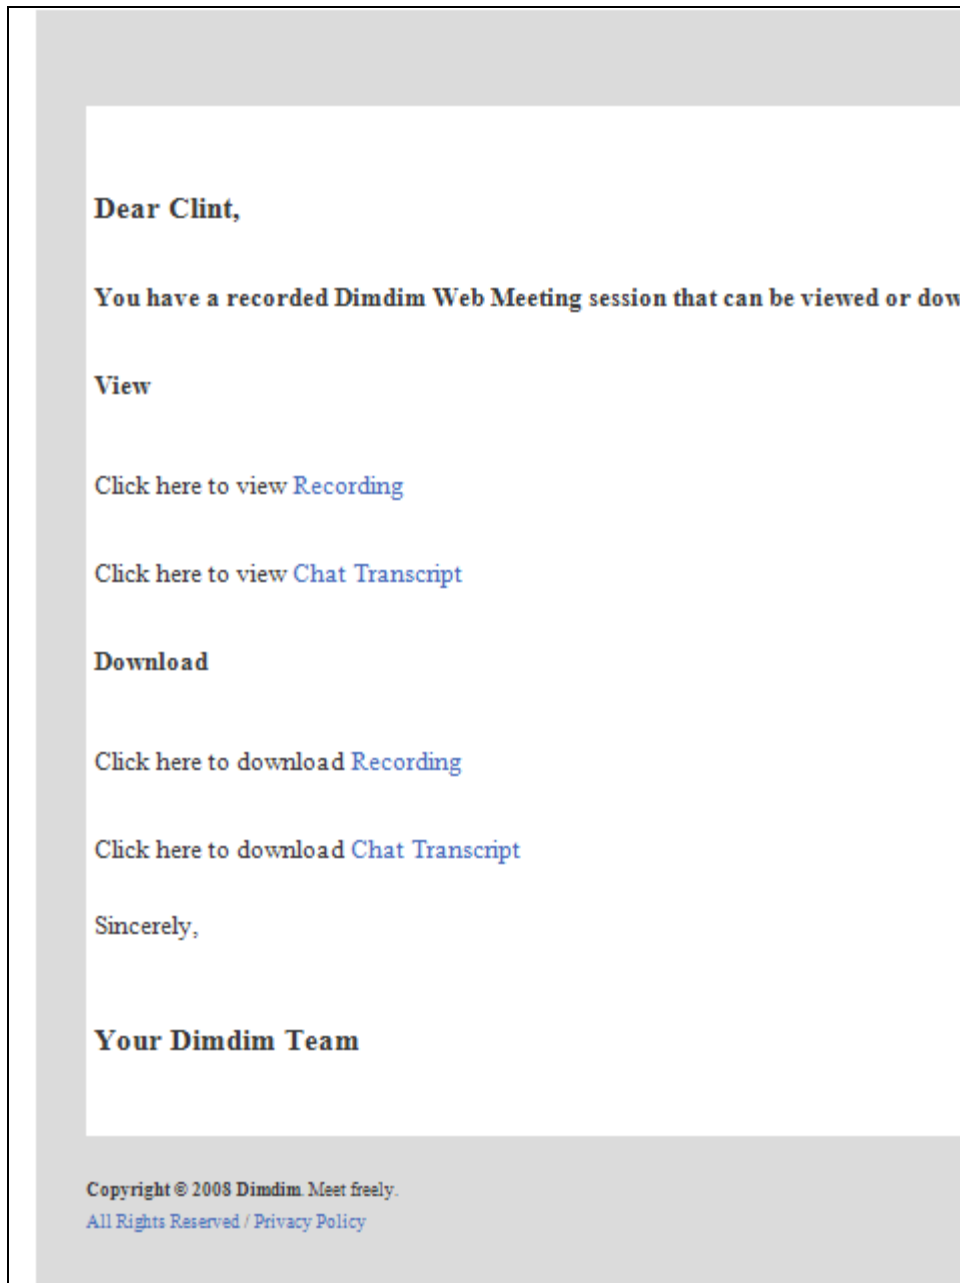 Dear Clint,
You have a recorded Dimdim Web Meeting session that can be viewed or
View
Click here to view Recording
Click here to view Chat Transcript
Download
Click here to download Recording
Click here to download Chat Transcript
Sincerely,
Your Dimdim Team
Copyright © 2008 Dimdim. Meet freely.
All Rights Reserved / Privacy Policy